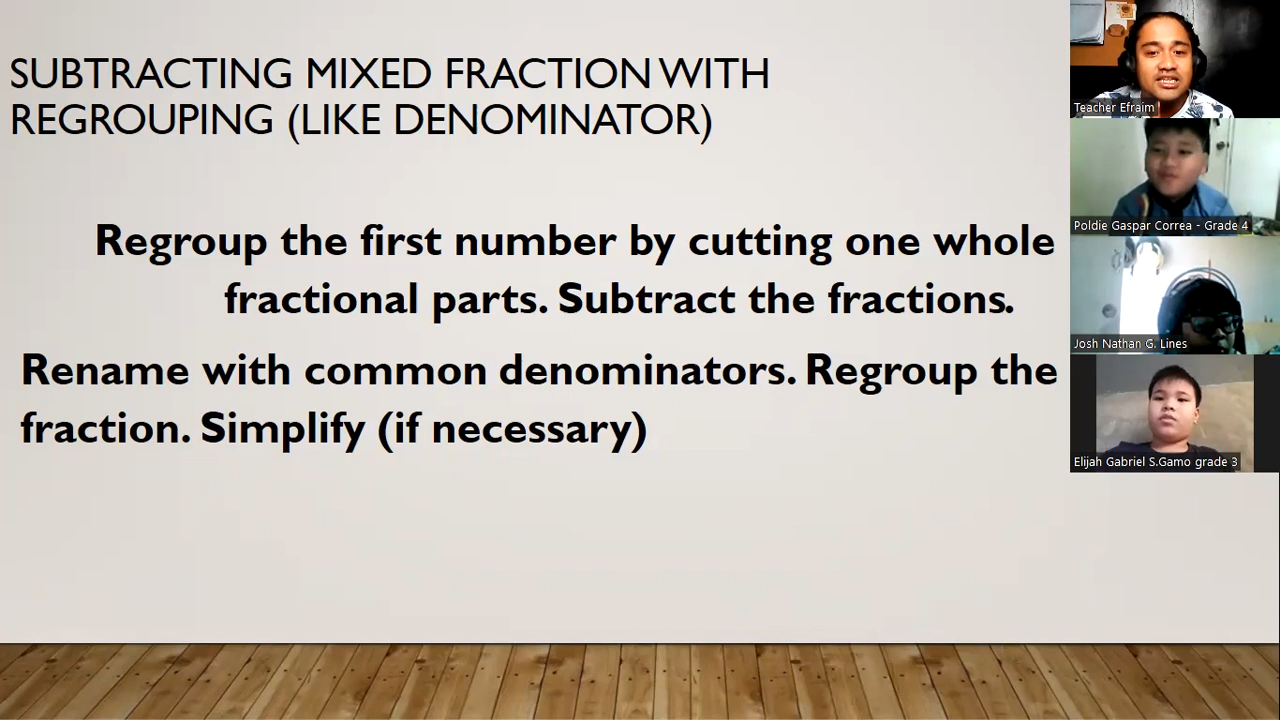 SUBTRACTING MIXED FRACTION WITH
REGROUPING (LIKE DENOMINATOR)
Regroup the first number by cutting one whole
fractional parts. Subtract the fractions.
Rename with common denominators. Regroup the
fraction. Simplify (if necessary)
Teacher Efraim
Poldie Gaspar Correa - Grade 4
Josh Nathan G. Lines
Elijah Gabriel S.Gamo grade 3